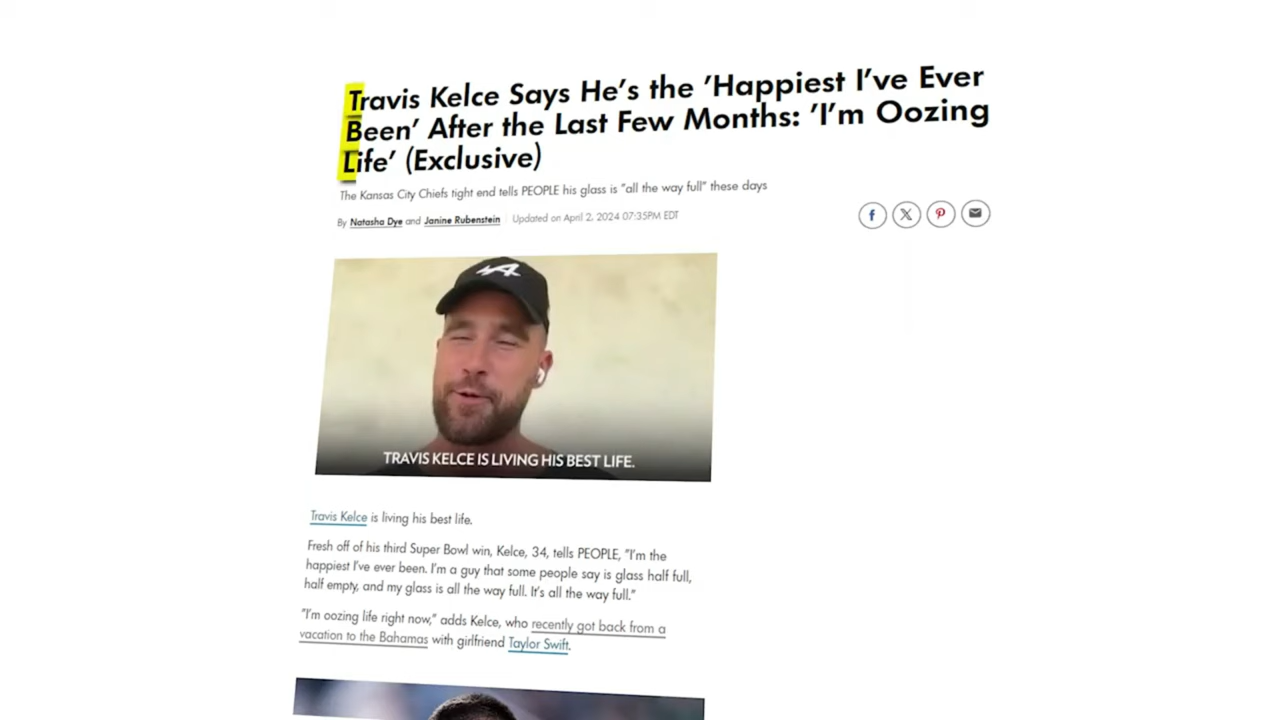 Travis Kelce Says He's the 'Happiest I've Ever
Been' After the Last Few Months: 'I'm Oozing
Life' (Exclusive)
The Kansas City Chiefs tight end tells PEOPLE his glass is "all the way full" these days
By Natasha Dye and Janine Rubenstein | Updated on April 2, 2024 07:35PM EDT
TRAVIS KELCE IS LIVING HIS BEST LIFE.
Travis Kelce is living his best life.
Fresh off of his third Super Bowl win, Kelce, 34, tells PEOPLE, "I'm the
happiest I've ever been. I'm a guy that some people say is glass half full,
half empty, and my glass is all the way full. It's all the way full."
"I'm oozing life right now," adds Kelce, who recently got back from a
vacation to the Bahamas with girlfriend Taylor Swift.